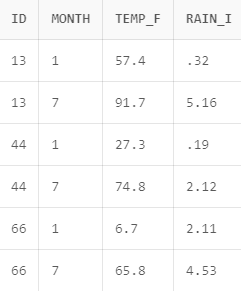 ID MONTH TEMP_F RAIN_I
13 1 57.4 .32
13 7 91.7 5.16
44 1 27.3 .19
44 7 74.8 2.12
66 1 6.7 2.11
66 7 65.8 4.53